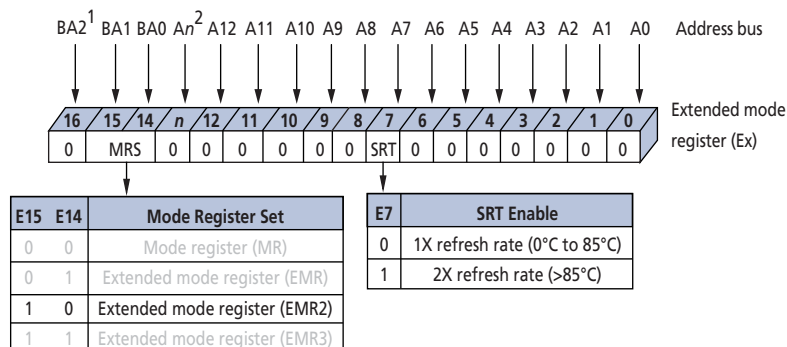 BA2¹ BA1 BA0 An² A12 A11 A10 A9 A8 A7 A6 A5 A4 A3 A2 A1 A0 Address bus
16 15 14 n 12 11 10 9 8 7 6 5 4 3 2 1 0
Extended mode
register (Ex)
0 MRS 0 0 0 0 0 0 SRT 0 0 0 0 0 0 0
E15 E14 Mode Register Set
0 0 Mode register (MR)
0 1 Extended mode register (EMR)
1 0 Extended mode register (EMR2)
1 1 Extended mode register (EMR3)
E7 SRT Enable
0 1X refresh rate (0°C to 85°C)
1 2X refresh rate (>85°C)